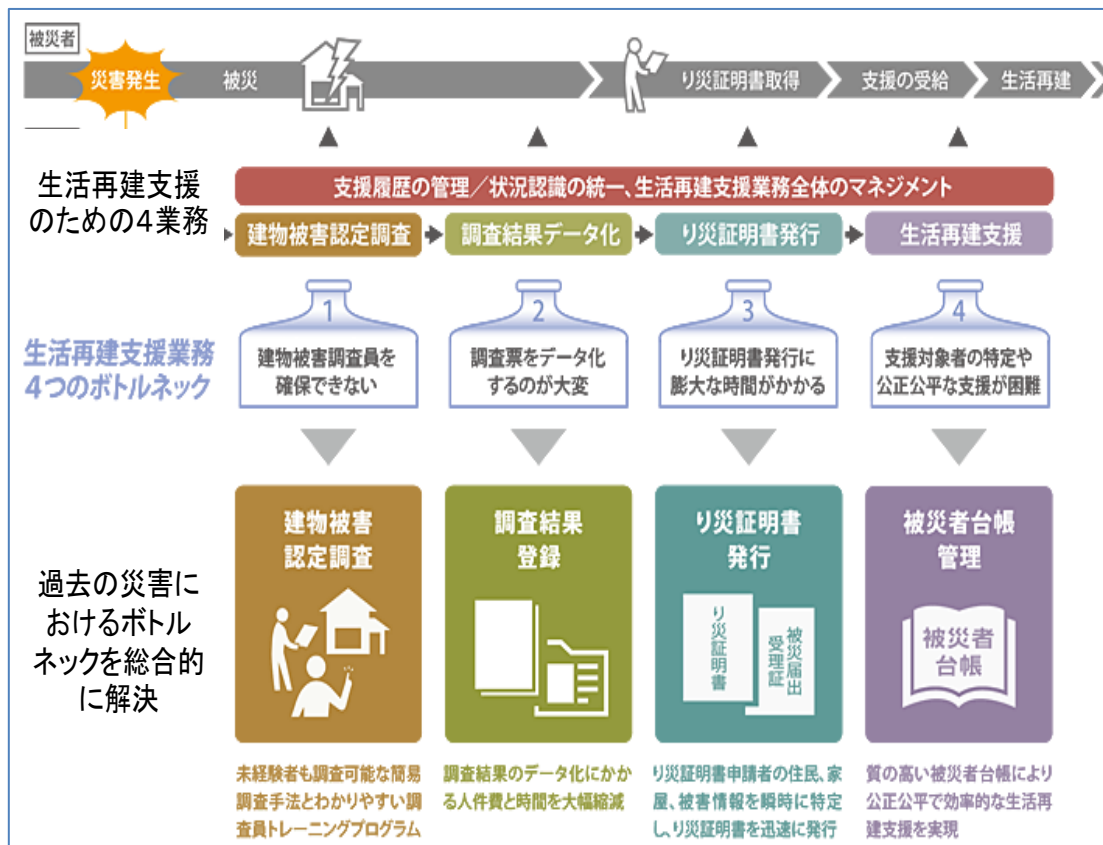 被災者
災害発生
被災
り災証明書取得
支援の受給
生活再建
生活再建支援
のための4業務
支援履歴の管理／状況認識の統一、生活再建支援業務全体のマネジメント
建物被害認定調査
調査結果データ化
り災証明書発行
生活再建支援
生活再建支援業務
4つのボトルネック
1
建物被害調査員を
確保できない
2
調査票をデータ化
するのが大変
3
り災証明書発行に
膨大な時間がかかる
4
支援対象者の特定や
公正公平な支援が困難
過去の災害に
おけるボトル
ネックを総合的
に解決
建物被害
認定調査
調査結果
登録
り災証明書
発行
り災証明書
被災届出
受理証
被災者台帳
管理
被災者
台帳
未経験者も調査可能な簡易
調査手法とわかりやすい調
査員トレーニングプログラム
調査結果のデータ化にかか
る人件費と時間を大幅縮減
り災証明書申請者の住民、家
屋、被害情報を瞬時に特定
し、り災証明書を迅速に発行
質の高い被災者台帳により
公正公平で効率的な生活再
建支援を実現